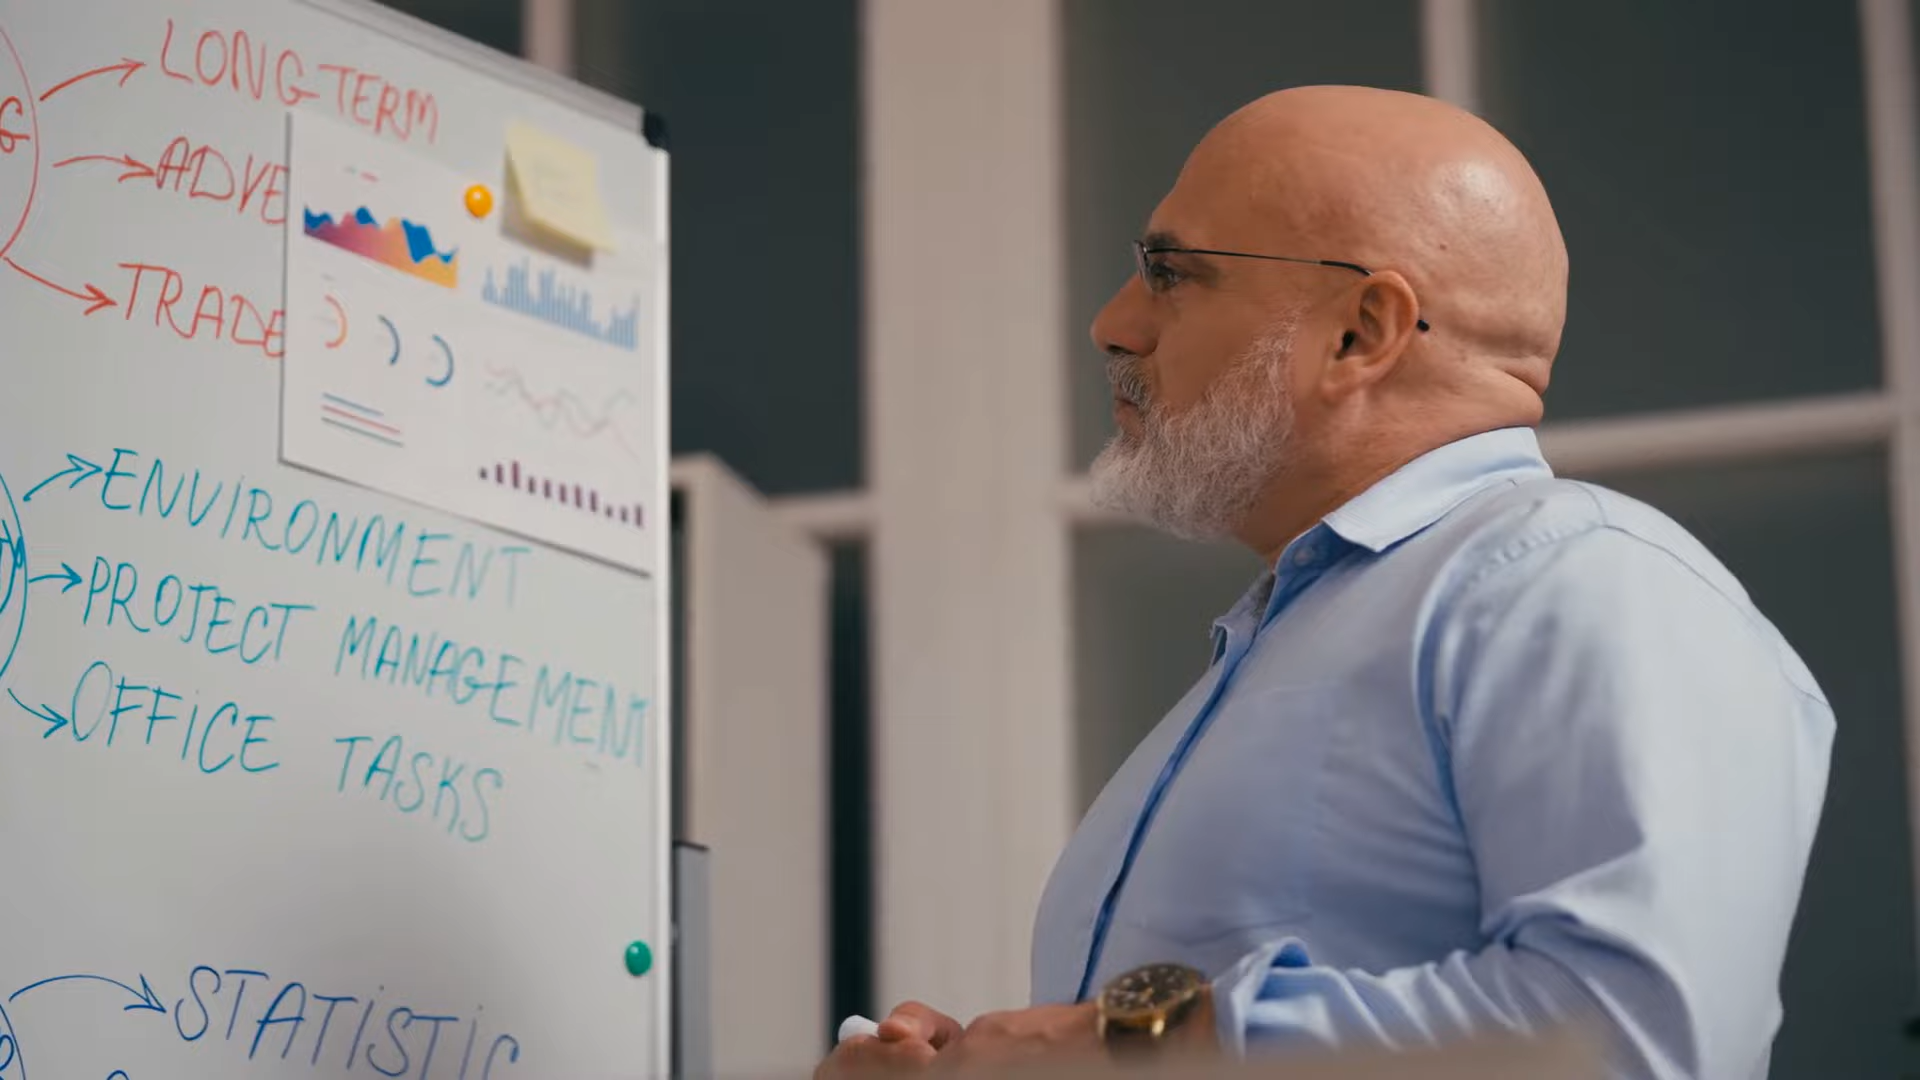 LONG-TERM
G
ADVE
TRADE
ENVIRONMENT
PROJECT MANAGEMENT
OFFICE TASKS
STATISTIC